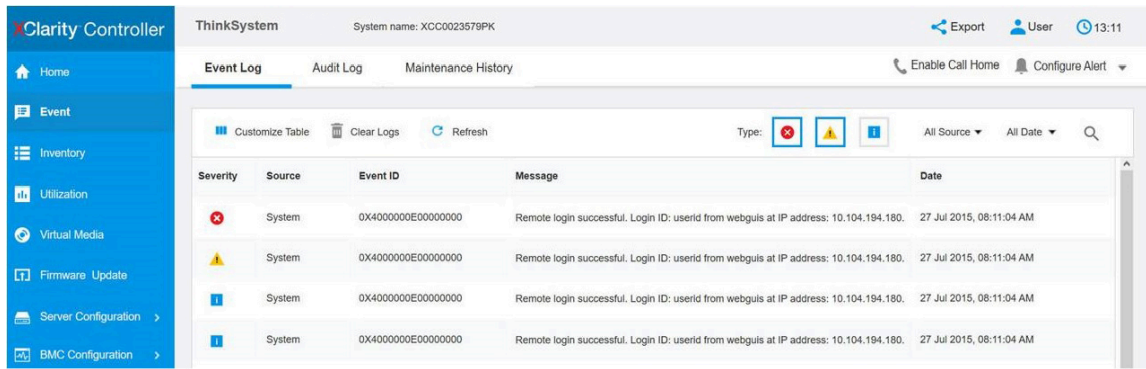 XClarity Controller
ThinkSystem System name: XCC0023579PK Export User 13:11
Home
Event Log Audit Log Maintenance History Enable Call Home Configure Alert
Event
Customize Table Clear Logs Refresh Type: All Source All Date
Inventory
Severity Source Event ID Message Date
Utilization
System 0X4000000E00000000 Remote login successful. Login ID: userid from webguis at IP address: 10.104.194.180. 27 Jul 2015, 08:11:04 AM
Virtual Media
System 0X4000000E00000000 Remote login successful. Login ID: userid from webguis at IP address: 10.104.194.180. 27 Jul 2015, 08:11:04 AM
Firmware Update
System 0X4000000E00000000 Remote login successful. Login ID: userid from webguis at IP address: 10.104.194.180. 27 Jul 2015, 08:11:04 AM
Server Configuration
System 0X4000000E00000000 Remote login successful. Login ID: userid from webguis at IP address: 10.104.194.180. 27 Jul 2015, 08:11:04 AM
BMC Configuration